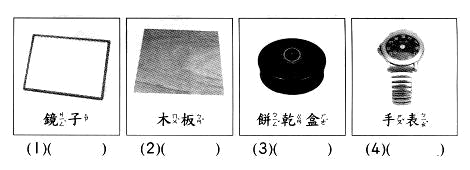 鏡子
木板
餅乾盒
手表
(1)(　　) (2)(　　) (3)(　　) (4)(　　)